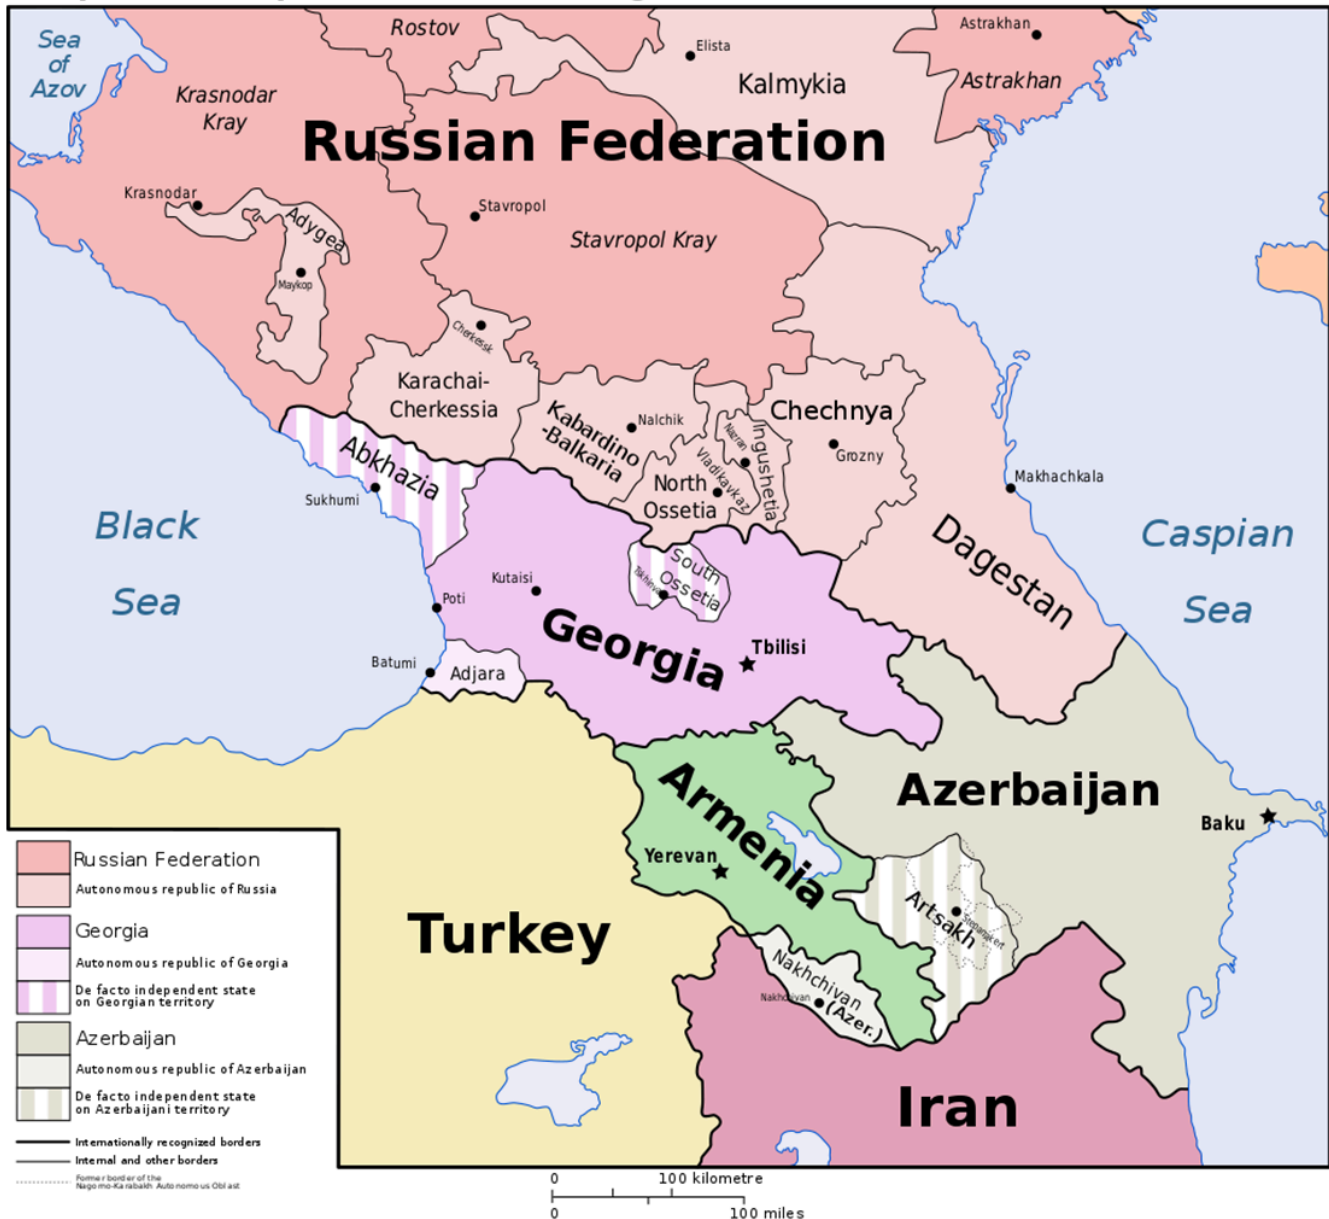 Sea
of
Azov
Rostov
Krasnodar
Kray
Elista
Kalmykia
Astrakhan
Astrakhan
Russian Federation
Krasnodar
Adygea
Maykop
Stavropol
Stavropol Kray
Cherkessk
Karachai-
Cherkessia
Kabardino
-Balkaria
Nalchik
Chechnya
Grozny
Nazran
Ingushetia
Vladikavkaz
North
Ossetia
Makhachkala
Dagestan
Abkhazia
Sukhumi
Black
Sea
Caspian
Sea
South
Ossetia
Tskhinvali
Kutaisi
Poti
Georgia
Tbilisi
Batumi
Adjara
Armenia
Yerevan
Azerbaijan
Baku
Artsakh
Stepanakert
Turkey
Nakhchivan
(Azer.)
Nakhchivan
Iran
Russian Federation
Autonomous republic of Russia
Georgia
Autonomous republic of Georgia
De facto independent state
on Georgian territory
Azerbaijan
Autonomous republic of Azerbaijan
De facto independent state
on Azerbaijani territory
Internationally recognized borders
Internal and other borders
Former border of the
Nagorno-Karabakh Autonomous Oblast
0 100 kilometre
0 100 miles